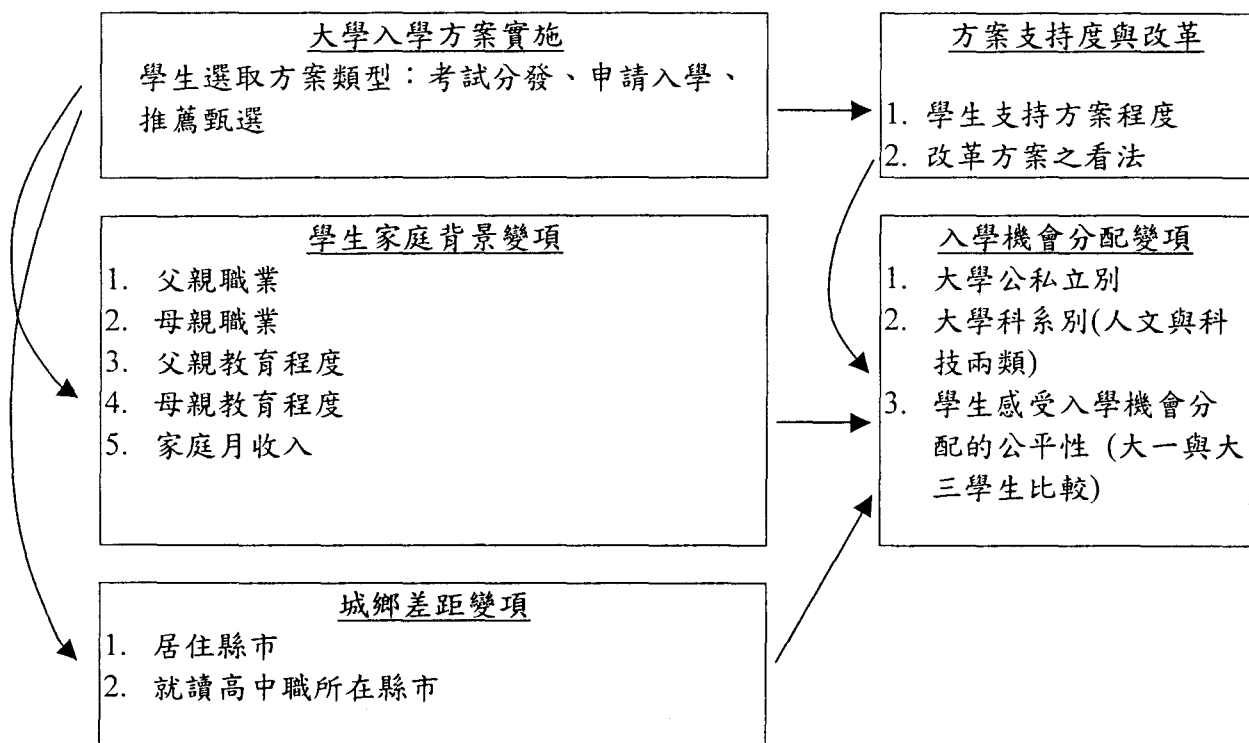 大學入學方案實施
學生選取方案類型：考試分發、申請入學、
推薦甄選
方案支持度與改革
1. 學生支持方案程度
2. 改革方案之看法
學生家庭背景變項
1. 父親職業
2. 母親職業
3. 父親教育程度
4. 母親教育程度
5. 家庭月收入
入學機會分配變項
1. 大學公私立別
2. 大學科系別(人文與科
技兩類)
3. 學生感受入學機會分
配的公平性 (大一與大
三學生比較)
城鄉差距變項
1. 居住縣市
2. 就讀高中職所在縣市